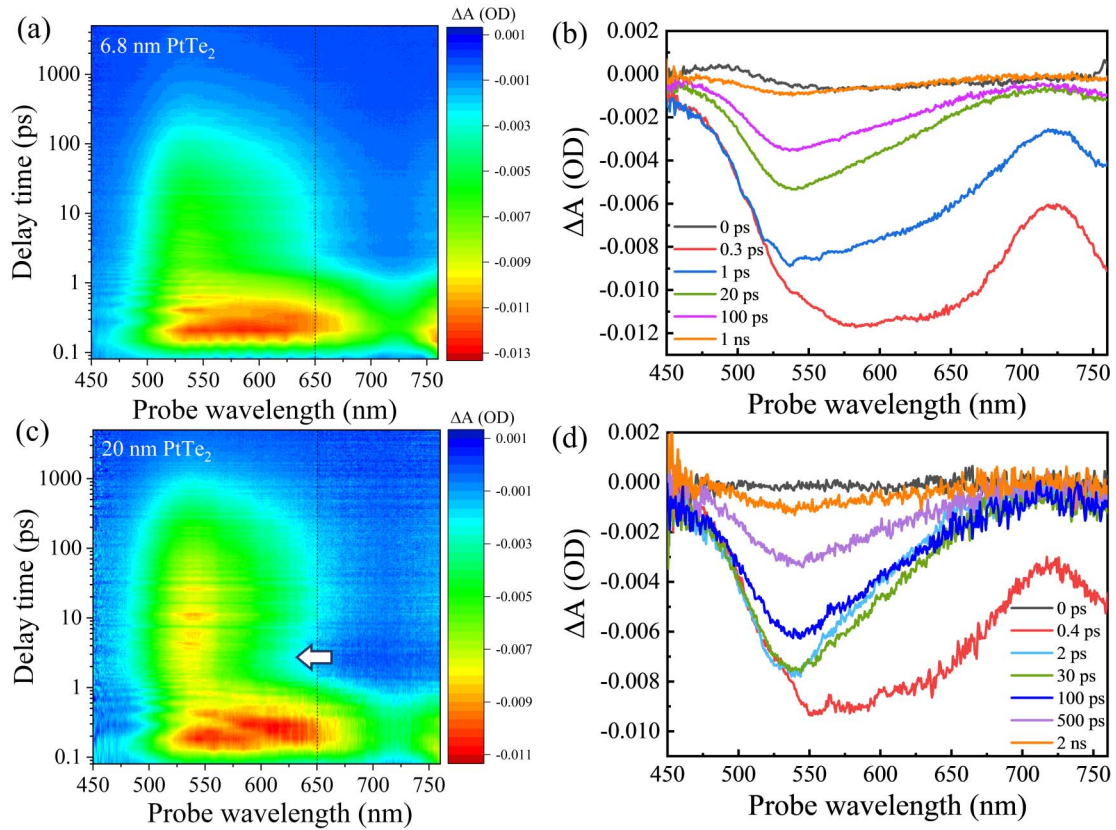 (a)
6.8 nm PtTe₂
Delay time (ps)
1000
100
10
1
0.1
450 500 550 600 650 700 750
Probe wavelength (nm)
ΔA (OD)
0.001
-0.001
-0.003
-0.005
-0.007
-0.009
-0.011
-0.013
(b)
ΔA (OD)
0.002
0.000
-0.002
-0.004
-0.006
-0.008
-0.010
-0.012
0 ps
0.3 ps
1 ps
20 ps
100 ps
1 ns
450 500 550 600 650 700 750
Probe wavelength (nm)
(c)
20 nm PtTe₂
Delay time (ps)
1000
100
10
1
0.1
450 500 550 600 650 700 750
Probe wavelength (nm)
ΔA (OD)
0.001
-0.001
-0.003
-0.005
-0.007
-0.009
-0.011
(d)
ΔA (OD)
0.002
0.000
-0.002
-0.004
-0.006
-0.008
-0.010
0 ps
0.4 ps
2 ps
30 ps
100 ps
500 ps
2 ns
450 500 550 600 650 700 750
Probe wavelength (nm)